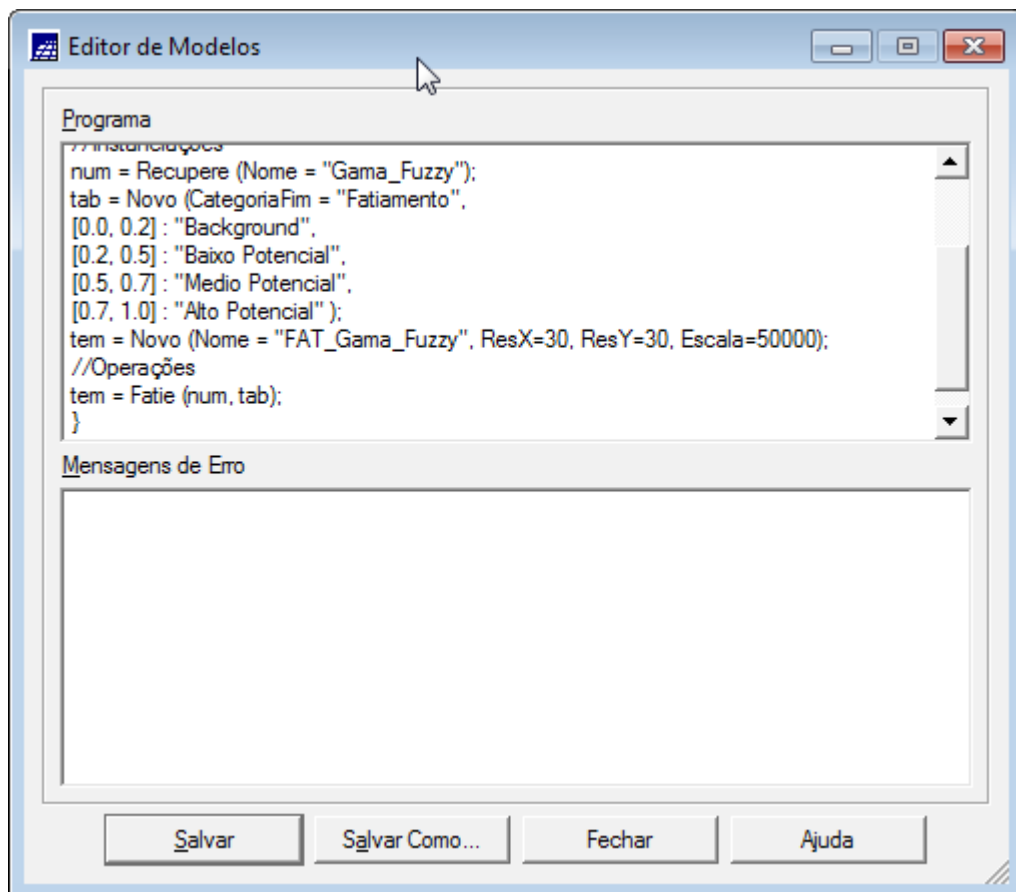 Editor de Modelos
Programa
//Instanciações
num = Recupere (Nome = "Gama_Fuzzy");
tab = Novo (CategoriaFim = "Fatiamento",
[0.0, 0.2] : "Background",
[0.2, 0.5] : "Baixo Potencial",
[0.5, 0.7] : "Medio Potencial",
[0.7, 1.0] : "Alto Potencial" );
tem = Novo (Nome = "FAT_Gama_Fuzzy", ResX=30, ResY=30, Escala=50000);
//Operações
tem = Fatie (num, tab);
}
Mensagens de Erro
Salvar
Salvar Como...
Fechar
Ajuda